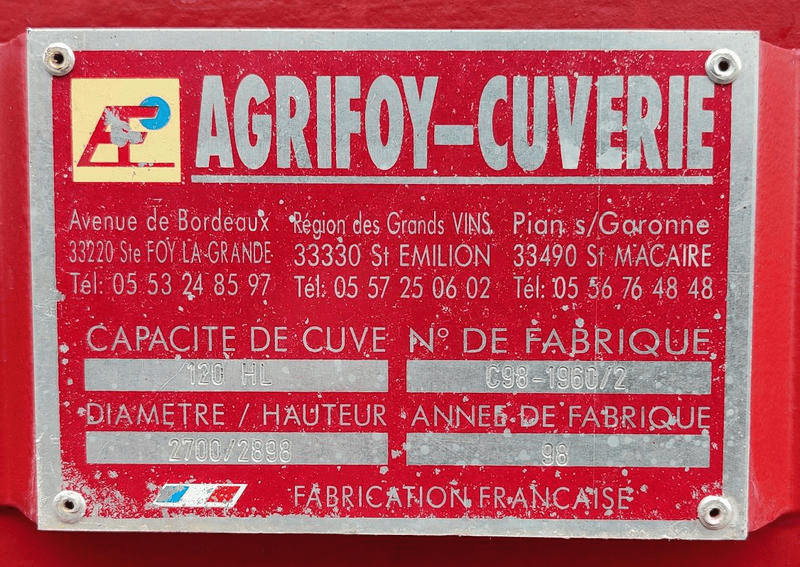 AGRIFOY-CUVERIE
Avenue de Bordeaux Région des Grands VINS. Pian s/Garonne
33220 Ste FOY LA GRANDE 33330 St EMILION 33490 St MACAIRE
Tél: 05 53 24 85 97 Tél: 05 57 25 06 02 Tél: 05 56 76 48 48
CAPACITE DE CUVE N° DE FABRIQUE
120 HL C98-1960/2
DIAMETRE / HAUTEUR ANNEE DE FABRIQUE
2700/2898 98
FABRICATION FRANCAISE